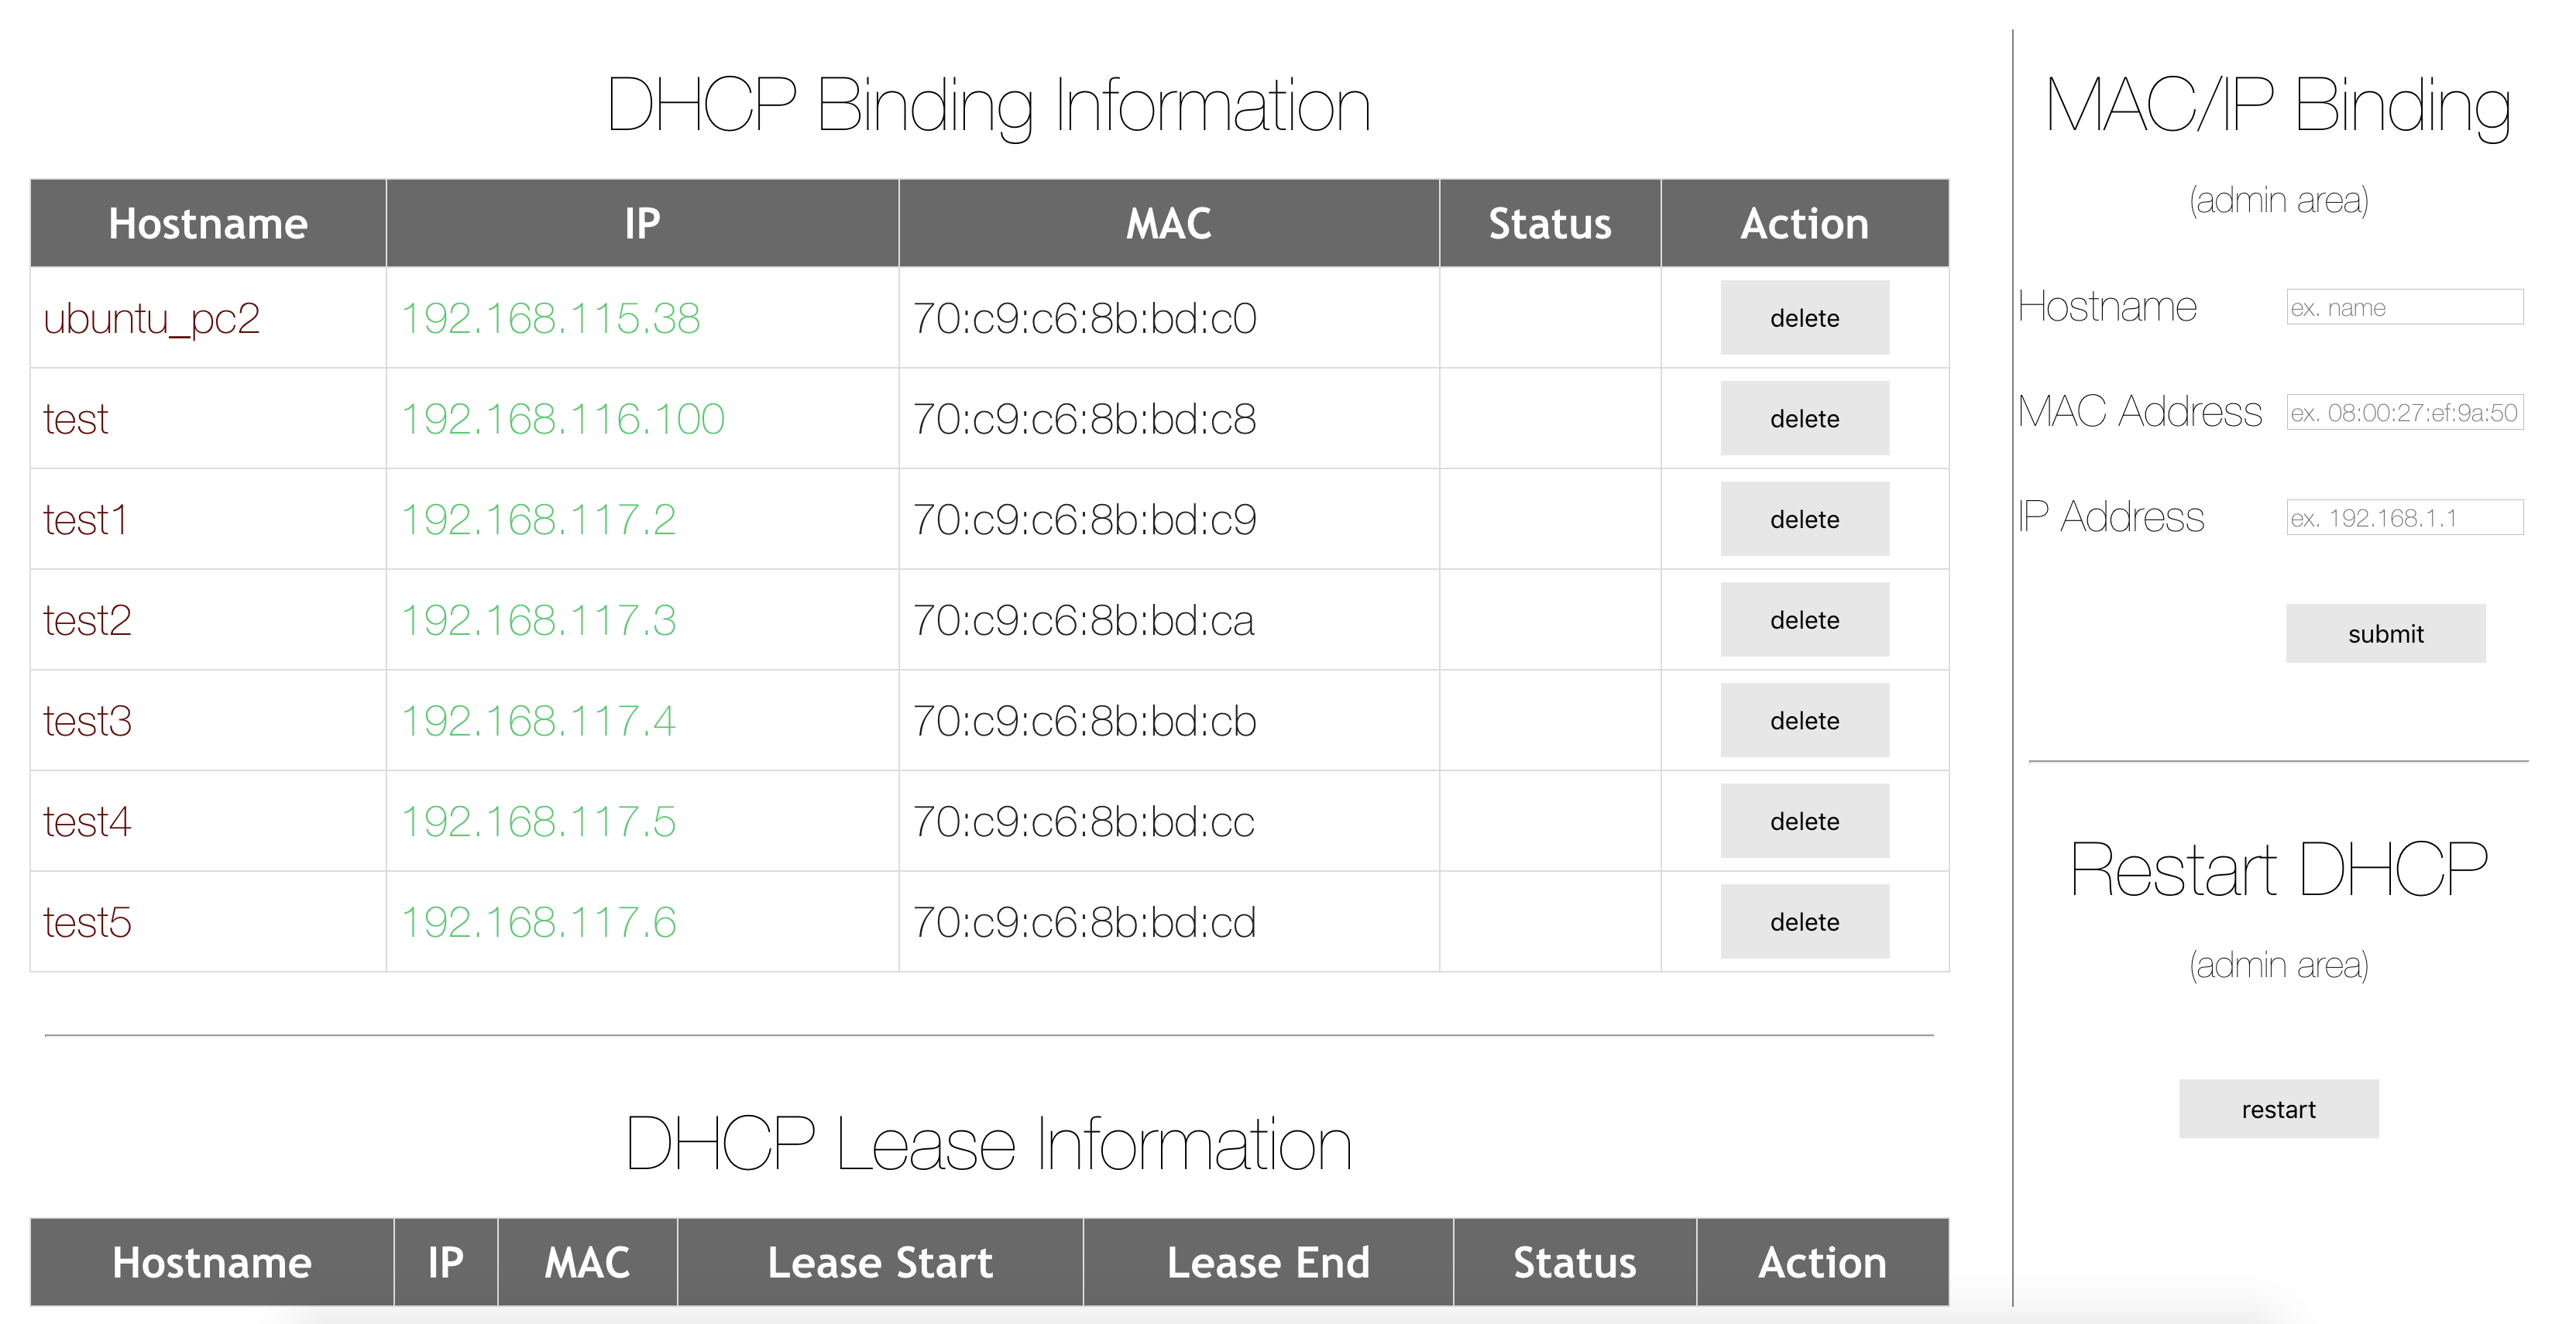 DHCP Binding Information
Hostname IP MAC Status Action
ubuntu_pc2 192.168.115.38 70:c9:c6:8b:bd:c0 delete
test 192.168.116.100 70:c9:c6:8b:bd:c8 delete
test1 192.168.117.2 70:c9:c6:8b:bd:c9 delete
test2 192.168.117.3 70:c9:c6:8b:bd:ca delete
test3 192.168.117.4 70:c9:c6:8b:bd:cb delete
test4 192.168.117.5 70:c9:c6:8b:bd:cc delete
test5 192.168.117.6 70:c9:c6:8b:bd:cd delete
DHCP Lease Information
Hostname IP MAC Lease Start Lease End Status Action
MAC/IP Binding
(admin area)
Hostname ex. name
MAC Address ex. 08:00:27:ef:9a:50
IP Address ex. 192.168.1.1
submit
Restart DHCP
(admin area)
restart